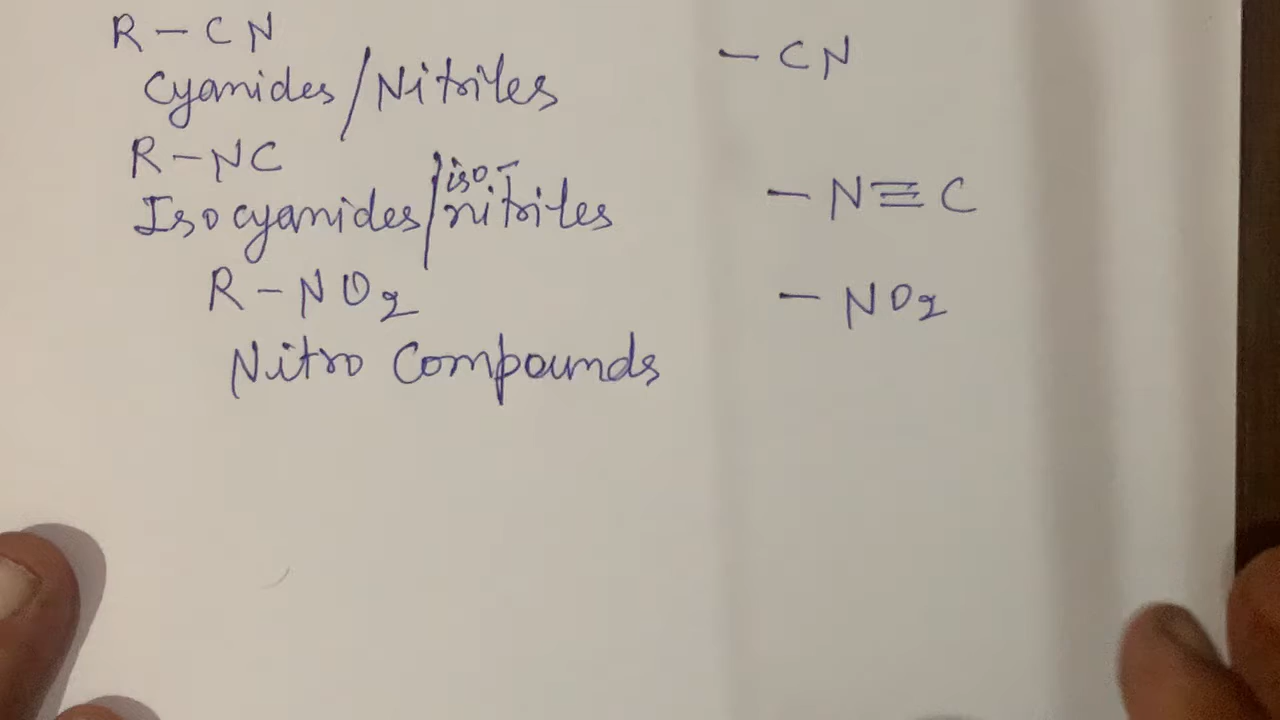 R-CN -CN
Cyanides/Nitriles
R-NC -N≡C
Isocyanides/iso-nitriles
R-NO₂ -NO₂
Nitro Compounds